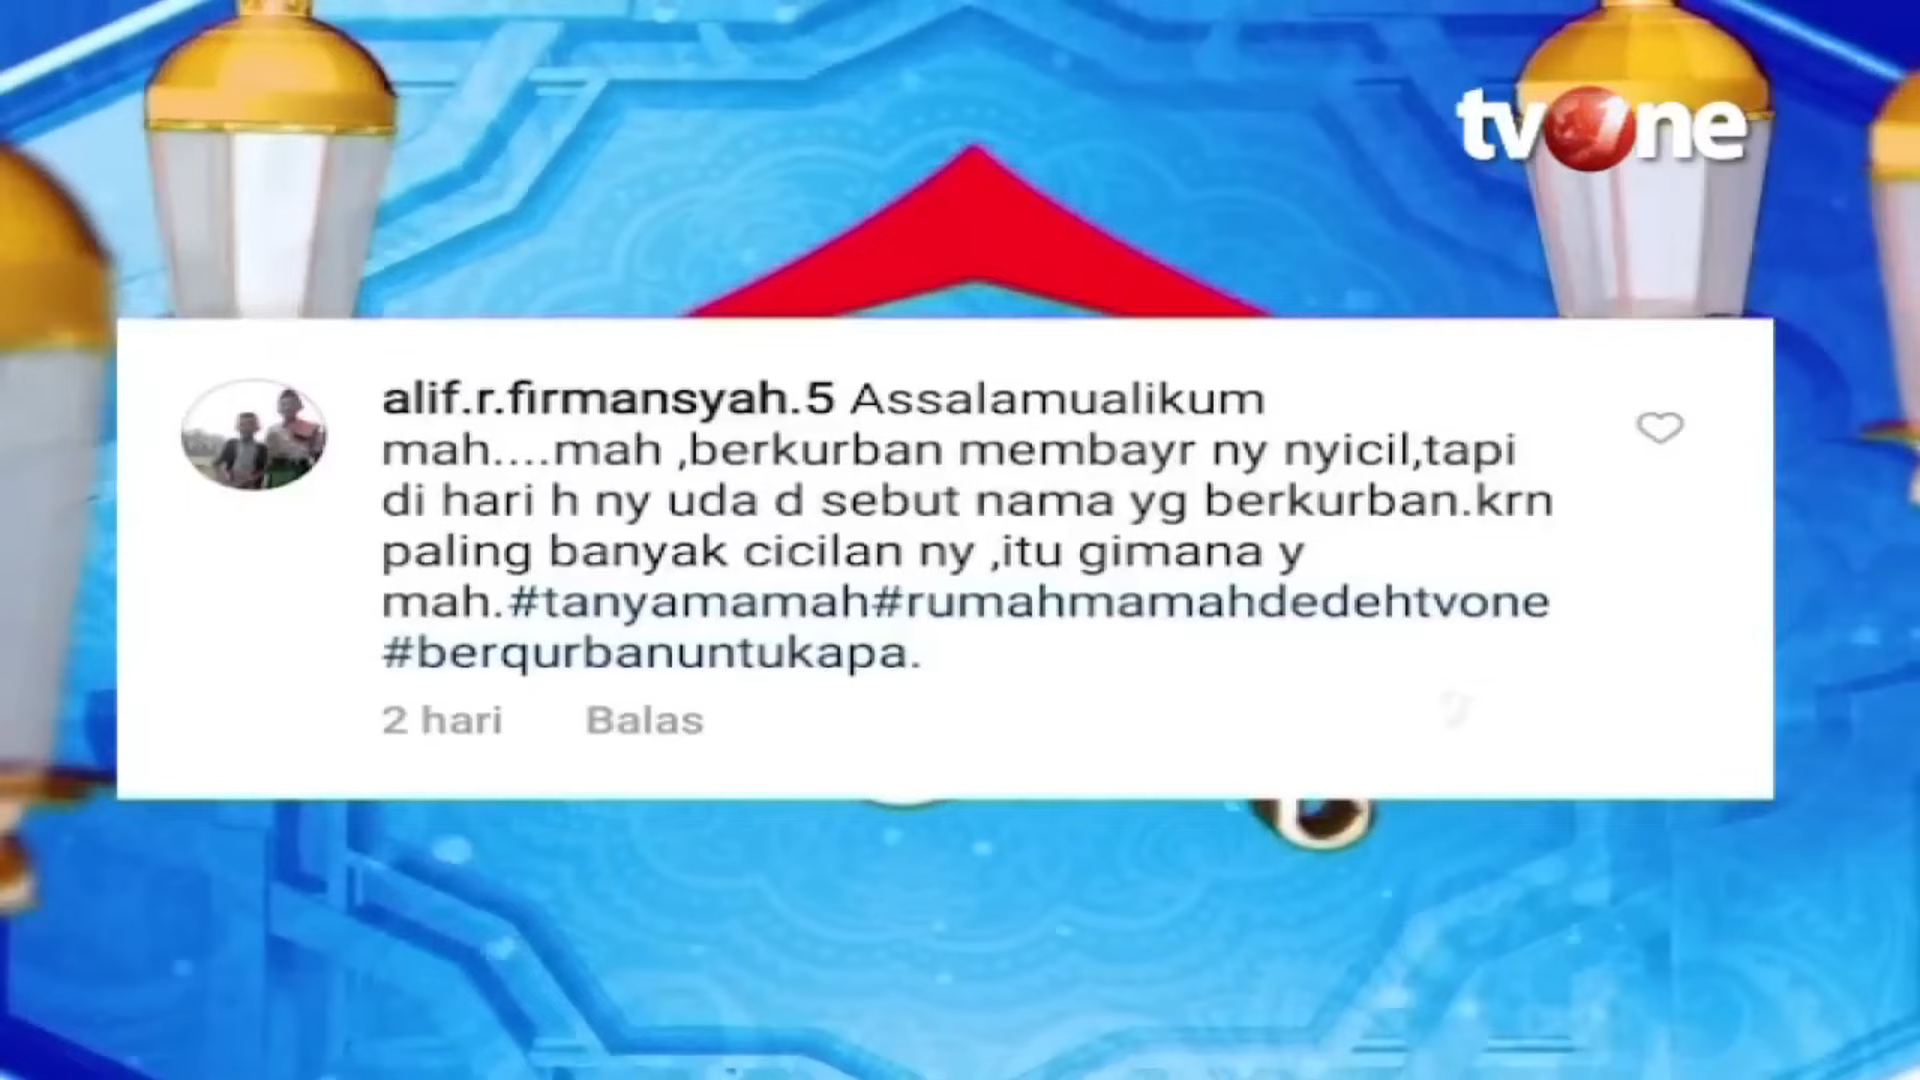 tvOne
alif.r.firmansyah.5 Assalamualikum
mah....mah ,berkurban membayr ny nyicil,tapi
di hari h ny uda d sebut nama yg berkurban.krn
paling banyak cicilan ny ,itu gimana y
mah.#tanyamamah#rumahmamahdedehtvone
#berqurbanuntukapa.
2 hari Balas